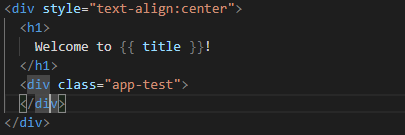 <div style="text-align:center">
<h1>
Welcome to {{ title }}!
</h1>
<div class="app-test">
</div>
</div>